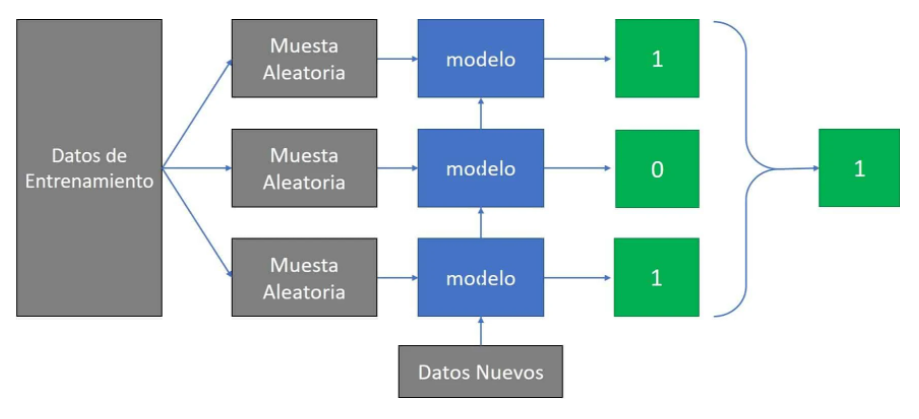 Datos de
Entrenamiento
Muesta
Aleatoria
modelo
1
Muesta
Aleatoria
modelo
0
1
Muesta
Aleatoria
modelo
1
Datos Nuevos